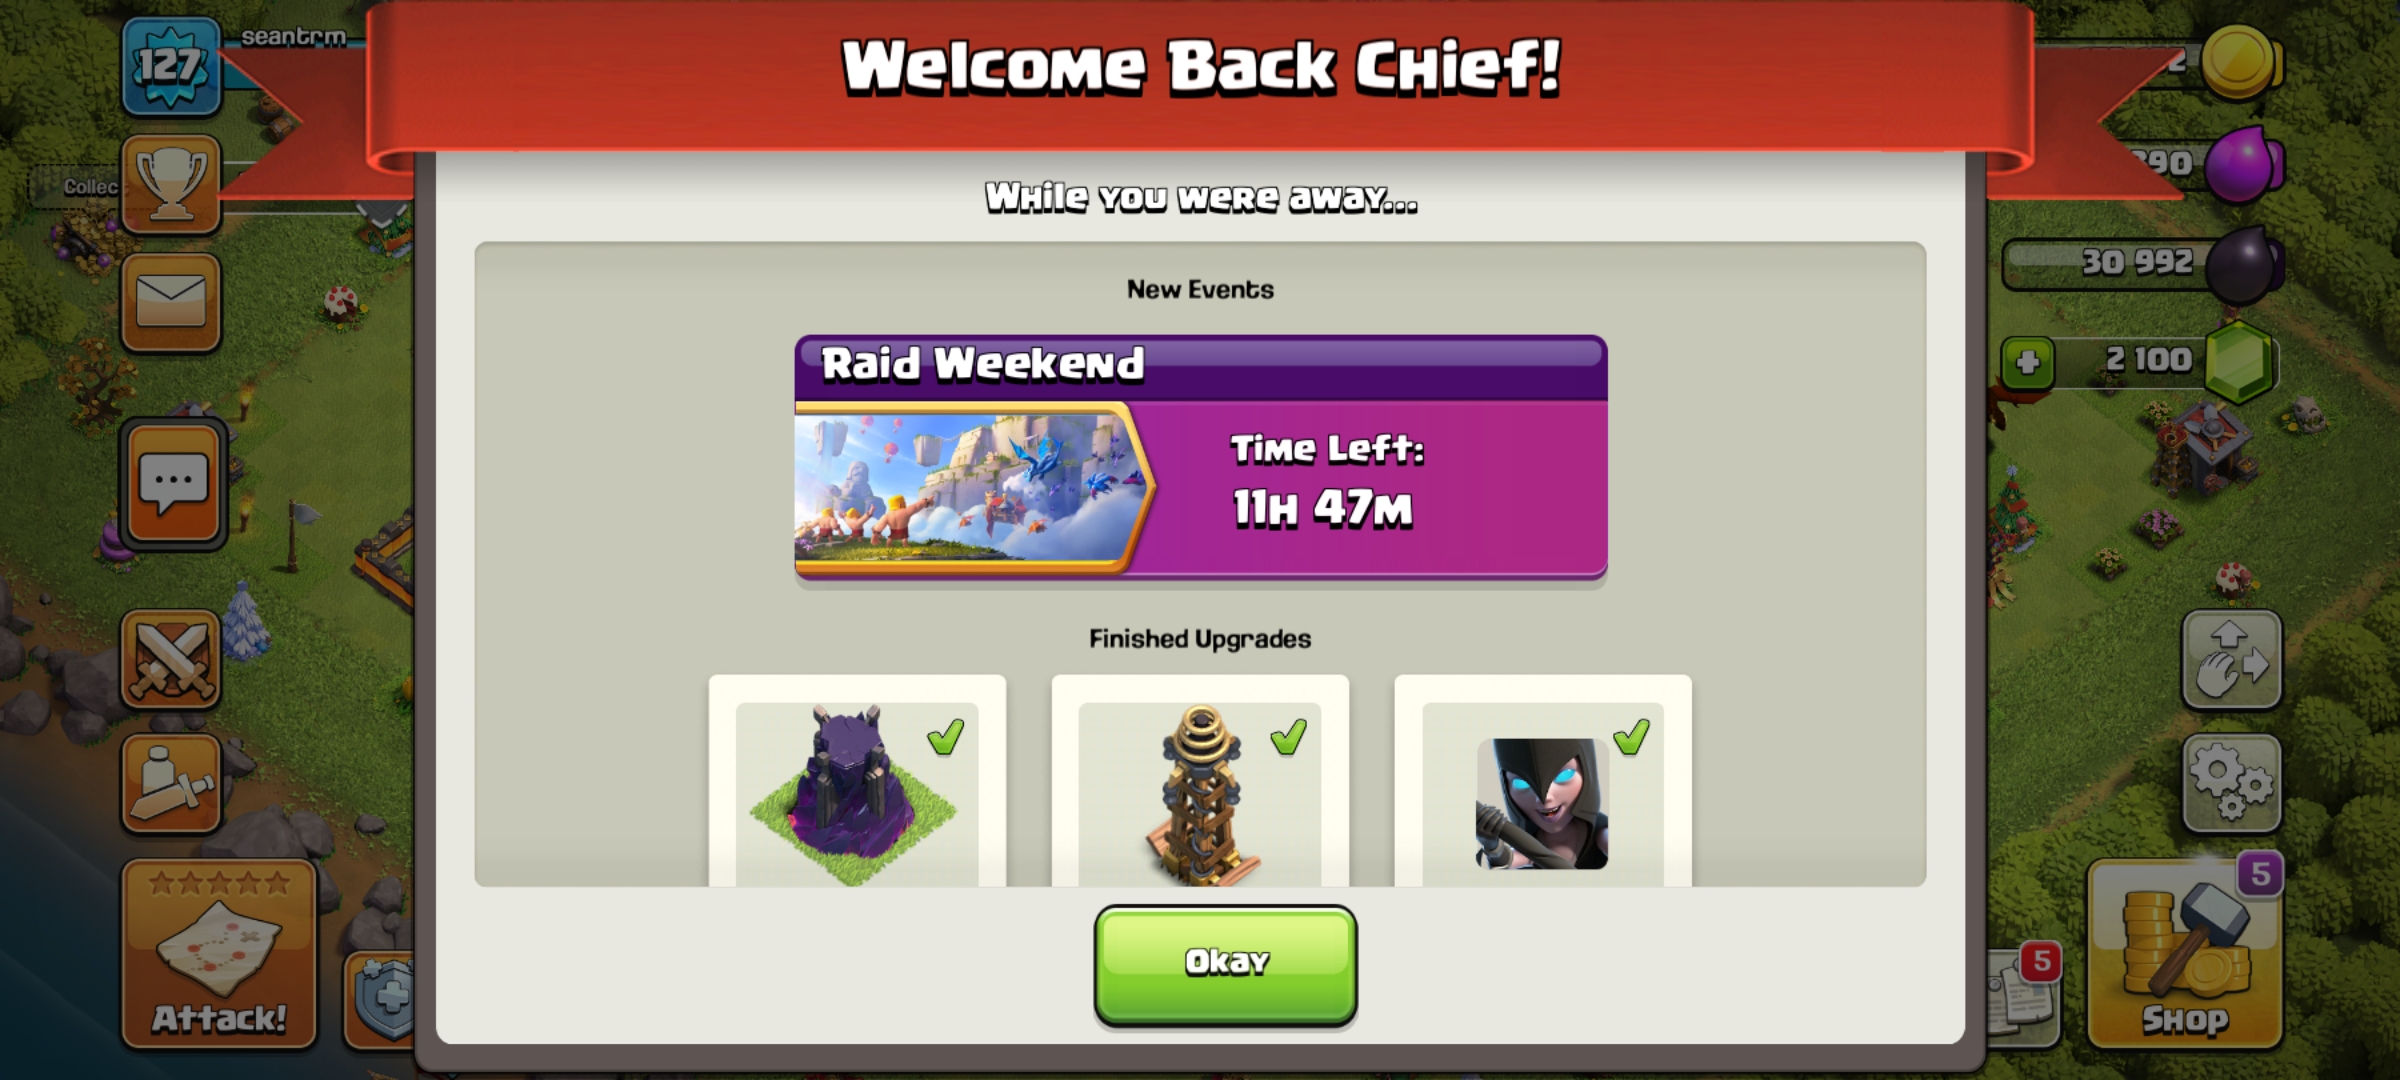 127
seantrm
Welcome Back Chief!
Collec
While you were away...
90
New Events
30 992
Raid Weekend
2 100
Time Left:
11H 47M
Finished Upgrades
Okay
5
5
Attack!
Shop